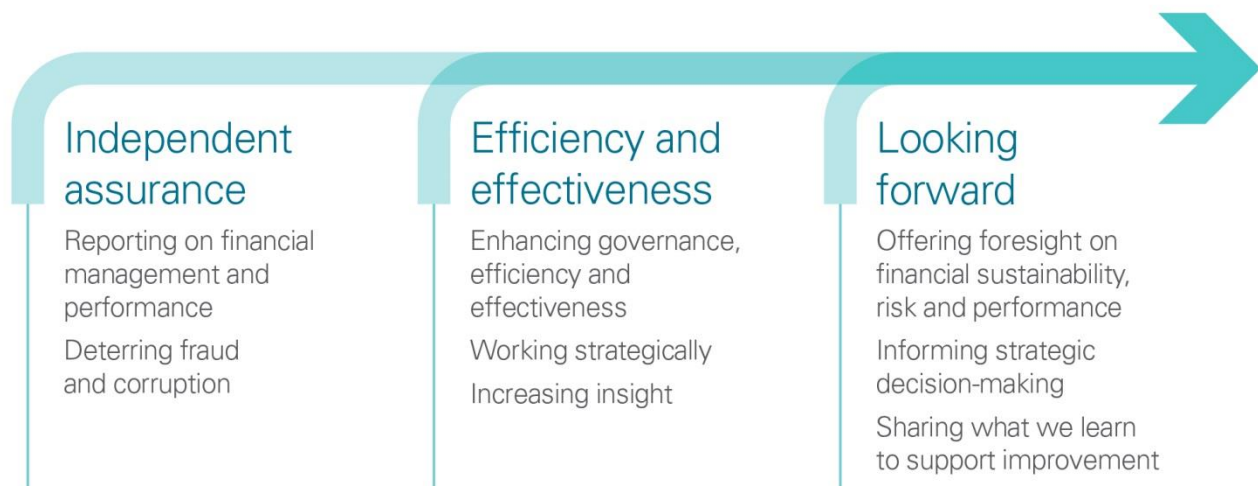 Independent
assurance
Reporting on financial
management and
performance
Deterring fraud
and corruption
Efficiency and
effectiveness
Enhancing governance,
efficiency and
effectiveness
Working strategically
Increasing insight
Looking
forward
Offering foresight on
financial sustainability,
risk and performance
Informing strategic
decision-making
Sharing what we learn
to support improvement